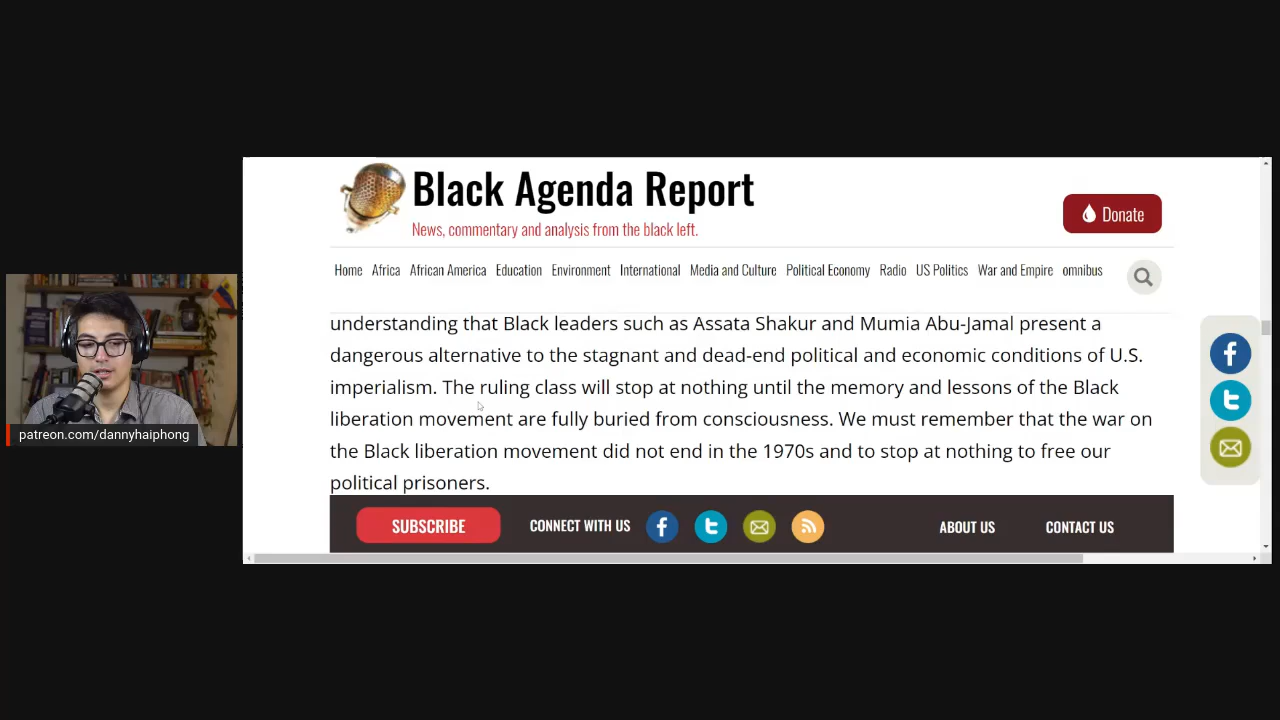 Black Agenda Report
News, commentary and analysis from the black left.
Donate
Home Africa African America Education Environment International Media and Culture Political Economy Radio US Politics War and Empire omnibus
understanding that Black leaders such as Assata Shakur and Mumia Abu-Jamal present a
dangerous alternative to the stagnant and dead-end political and economic conditions of U.S.
imperialism. The ruling class will stop at nothing until the memory and lessons of the Black
liberation movement are fully buried from consciousness. We must remember that the war on
the Black liberation movement did not end in the 1970s and to stop at nothing to free our
political prisoners.
patreon.com/dannyhaiphong
SUBSCRIBE CONNECT WITH US ABOUT US CONTACT US